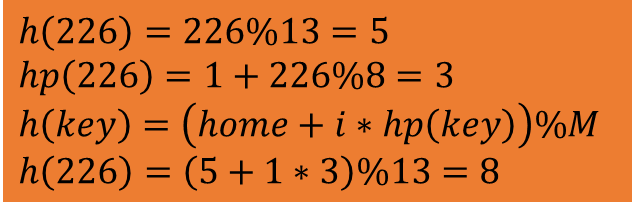 h(226) = 226%13 = 5
hp(226) = 1 + 226%8 = 3
h(key) = (home + i * hp(key))%M
h(226) = (5 + 1 * 3)%13 = 8